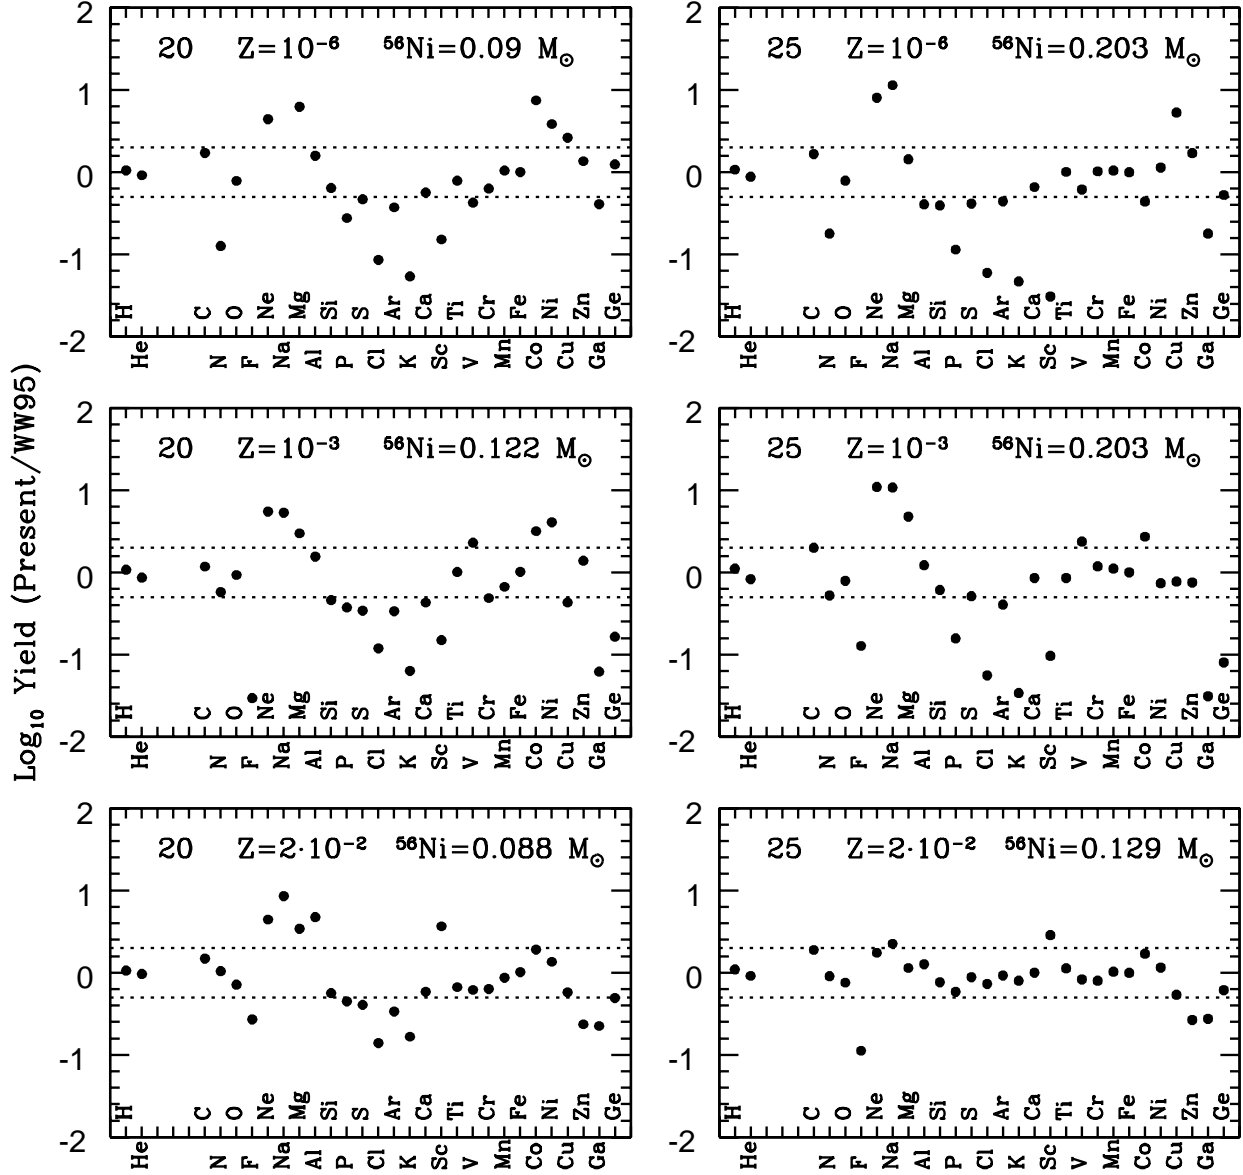 2
1
0
-1
-2
20 Z=10⁻⁶ ⁵⁶Ni=0.09 M⊙
H C O Ne Mg Si S Ar Ca Ti Cr Fe Ni Zn Ge
He N F Na Al P Cl K Sc V Mn Co Cu Ga
2
1
0
-1
-2
25 Z=10⁻⁶ ⁵⁶Ni=0.203 M⊙
H C O Ne Mg Si S Ar Ca Ti Cr Fe Ni Zn Ge
He N F Na Al P Cl K Sc V Mn Co Cu Ga
Log₁₀ Yield (Present/WW95)
2
1
0
-1
-2
20 Z=10⁻³ ⁵⁶Ni=0.122 M⊙
H C O Ne Mg Si S Ar Ca Ti Cr Fe Ni Zn Ge
He N F Na Al P Cl K Sc V Mn Co Cu Ga
2
1
0
-1
-2
25 Z=10⁻³ ⁵⁶Ni=0.203 M⊙
H C O Ne Mg Si S Ar Ca Ti Cr Fe Ni Zn Ge
He N F Na Al P Cl K Sc V Mn Co Cu Ga
2
1
0
-1
-2
20 Z=2·10⁻² ⁵⁶Ni=0.088 M⊙
H C O Ne Mg Si S Ar Ca Ti Cr Fe Ni Zn Ge
He N F Na Al P Cl K Sc V Mn Co Cu Ga
2
1
0
-1
-2
25 Z=2·10⁻² ⁵⁶Ni=0.129 M⊙
H C O Ne Mg Si S Ar Ca Ti Cr Fe Ni Zn Ge
He N F Na Al P Cl K Sc V Mn Co Cu Ga